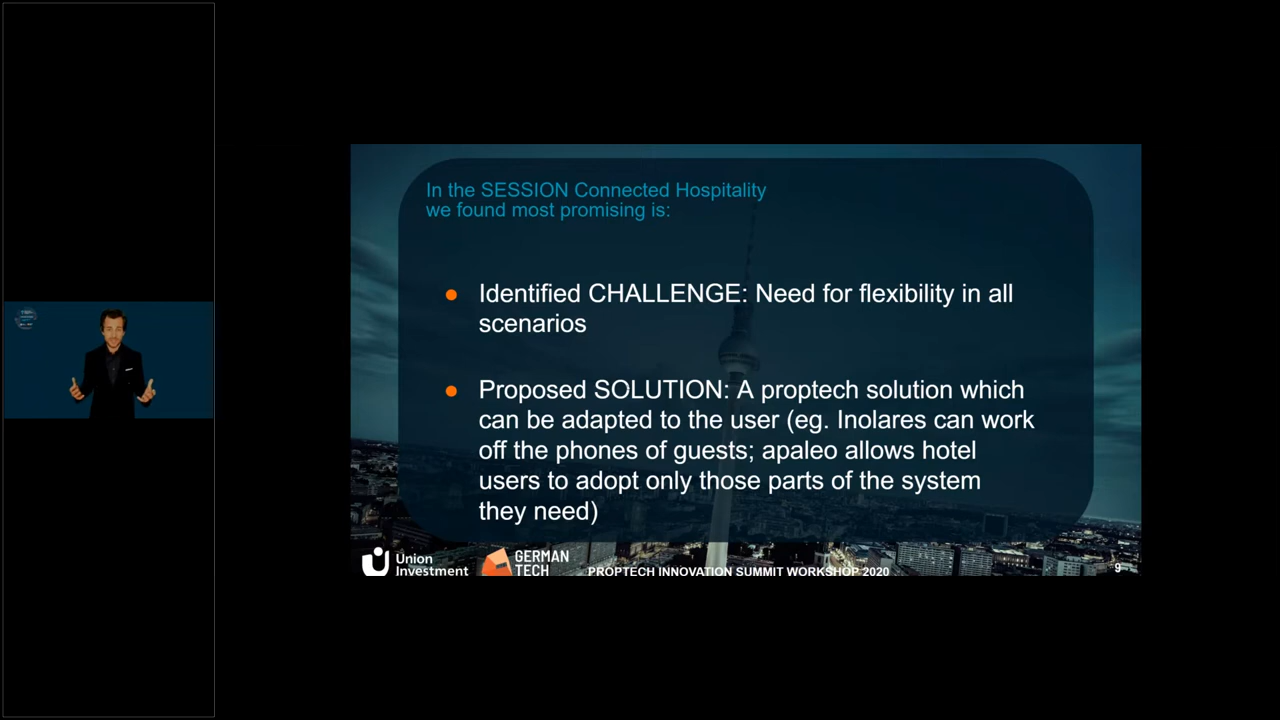 In the SESSION Connected Hospitality
we found most promising is:
● Identified CHALLENGE: Need for flexibility in all
scenarios
● Proposed SOLUTION: A proptech solution which
can be adapted to the user (eg. Inolares can work
off the phones of guests; apaleo allows hotel
users to adopt only those parts of the system
they need)
Union
Investment
GERMAN
TECH
PROPTECH INNOVATION SUMMIT WORKSHOP 2020
9